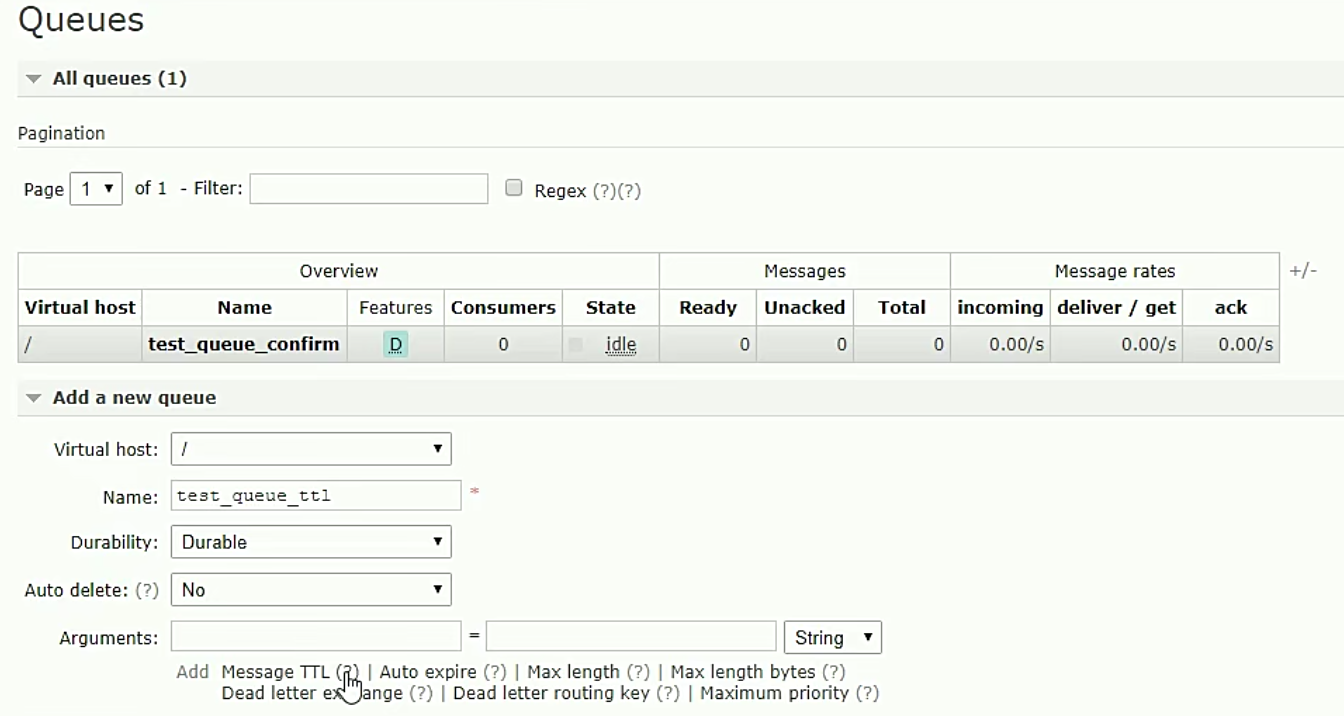 Queues
All queues (1)
Pagination
Page 1 of 1 - Filter: Regex (?)(?)
Overview Messages Message rates +/-
Virtual host Name Features Consumers State Ready Unacked Total incoming deliver / get ack
/ test_queue_confirm D 0 idle 0 0 0 0.00/s 0.00/s 0.00/s
Add a new queue
Virtual host: /
Name: test_queue_ttl *
Durability: Durable
Auto delete: (?) No
Arguments: = String
Add Message TTL (?) | Auto expire (?) | Max length (?) | Max length bytes (?)
Dead letter exchange (?) | Dead letter routing key (?) | Maximum priority (?)